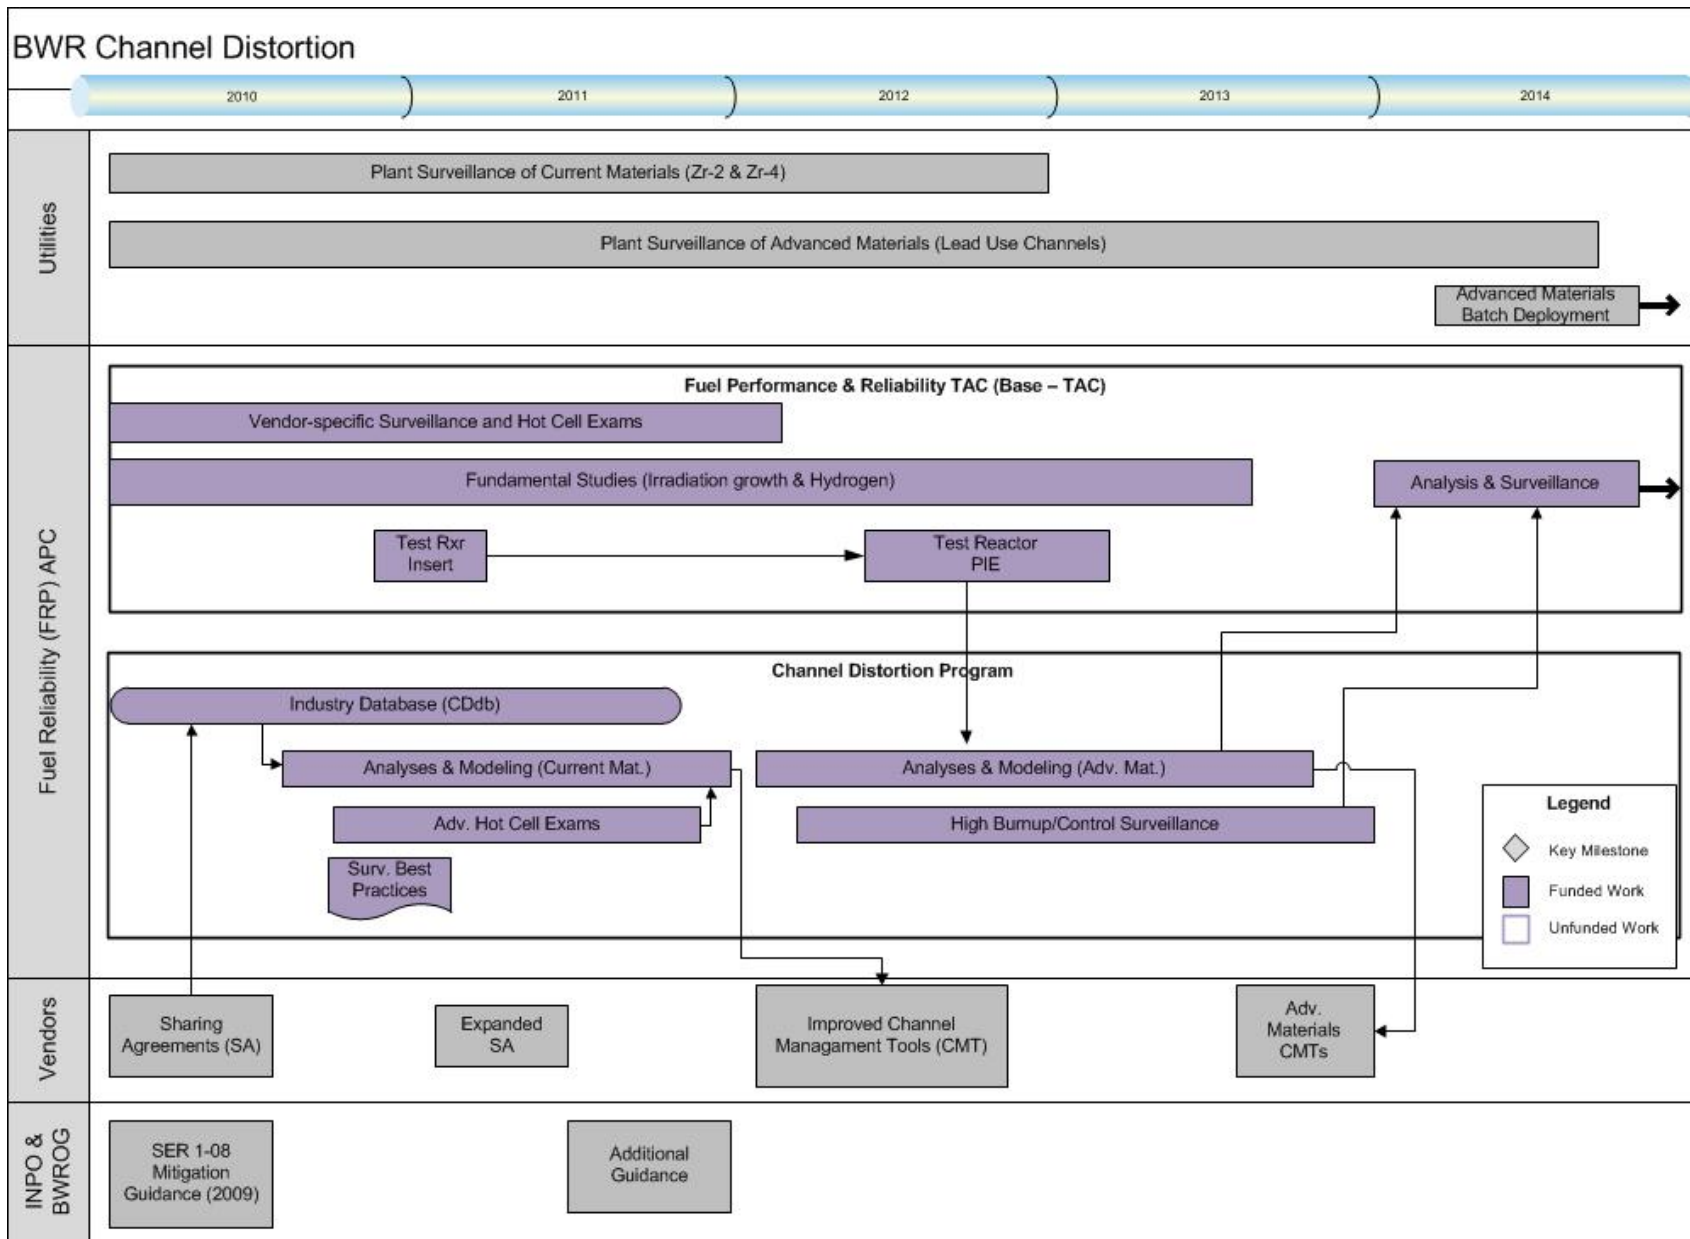 BWR Channel Distortion
2010
2011
2012
2013
2014
Utilities
Plant Surveillance of Current Materials (Zr-2 & Zr-4)
Plant Surveillance of Advanced Materials (Lead Use Channels)
Advanced Materials
Batch Deployment
Fuel Reliability (FRP) APC
Fuel Performance & Reliability TAC (Base – TAC)
Vendor-specific Surveillance and Hot Cell Exams
Fundamental Studies (Irradiation growth & Hydrogen)
Analysis & Surveillance
Test Rxr
Insert
Test Reactor
PIE
Channel Distortion Program
Industry Database (CDdb)
Analyses & Modeling (Current Mat.)
Analyses & Modeling (Adv. Mat.)
Adv. Hot Cell Exams
High Burnup/Control Surveillance
Surv. Best
Practices
Legend
Key Milestone
Funded Work
Unfunded Work
Vendors
Sharing
Agreements (SA)
Expanded
SA
Improved Channel
Managament Tools (CMT)
Adv.
Materials
CMTs
INPO &
BWROG
SER 1-08
Mitigation
Guidance (2009)
Additional
Guidance